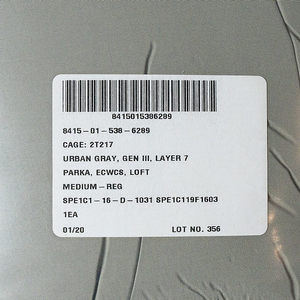 8415015386289
8415-01-538-6289
CAGE: 2T217
URBAN GRAY, GEN III, LAYER 7
PARKA, ECWCS, LOFT
MEDIUM-REG
SPE1C1-16-D-1031 SPE1C119F1603
1EA
01/20 LOT NO. 356